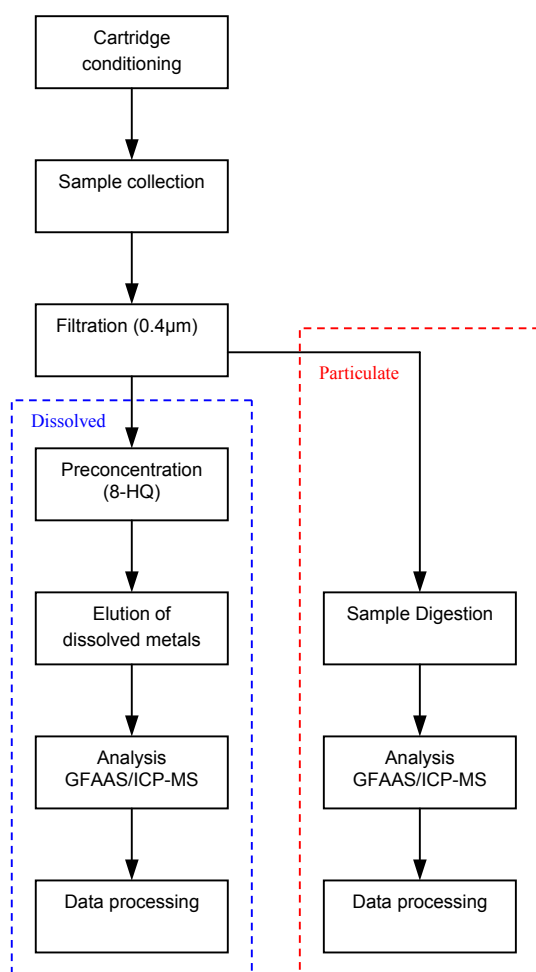 Cartridge
conditioning
Sample collection
Filtration (0.4µm)
Particulate
Dissolved
Preconcentration
(8-HQ)
Elution of
dissolved metals
Sample Digestion
Analysis
GFAAS/ICP-MS
Analysis
GFAAS/ICP-MS
Data processing
Data processing